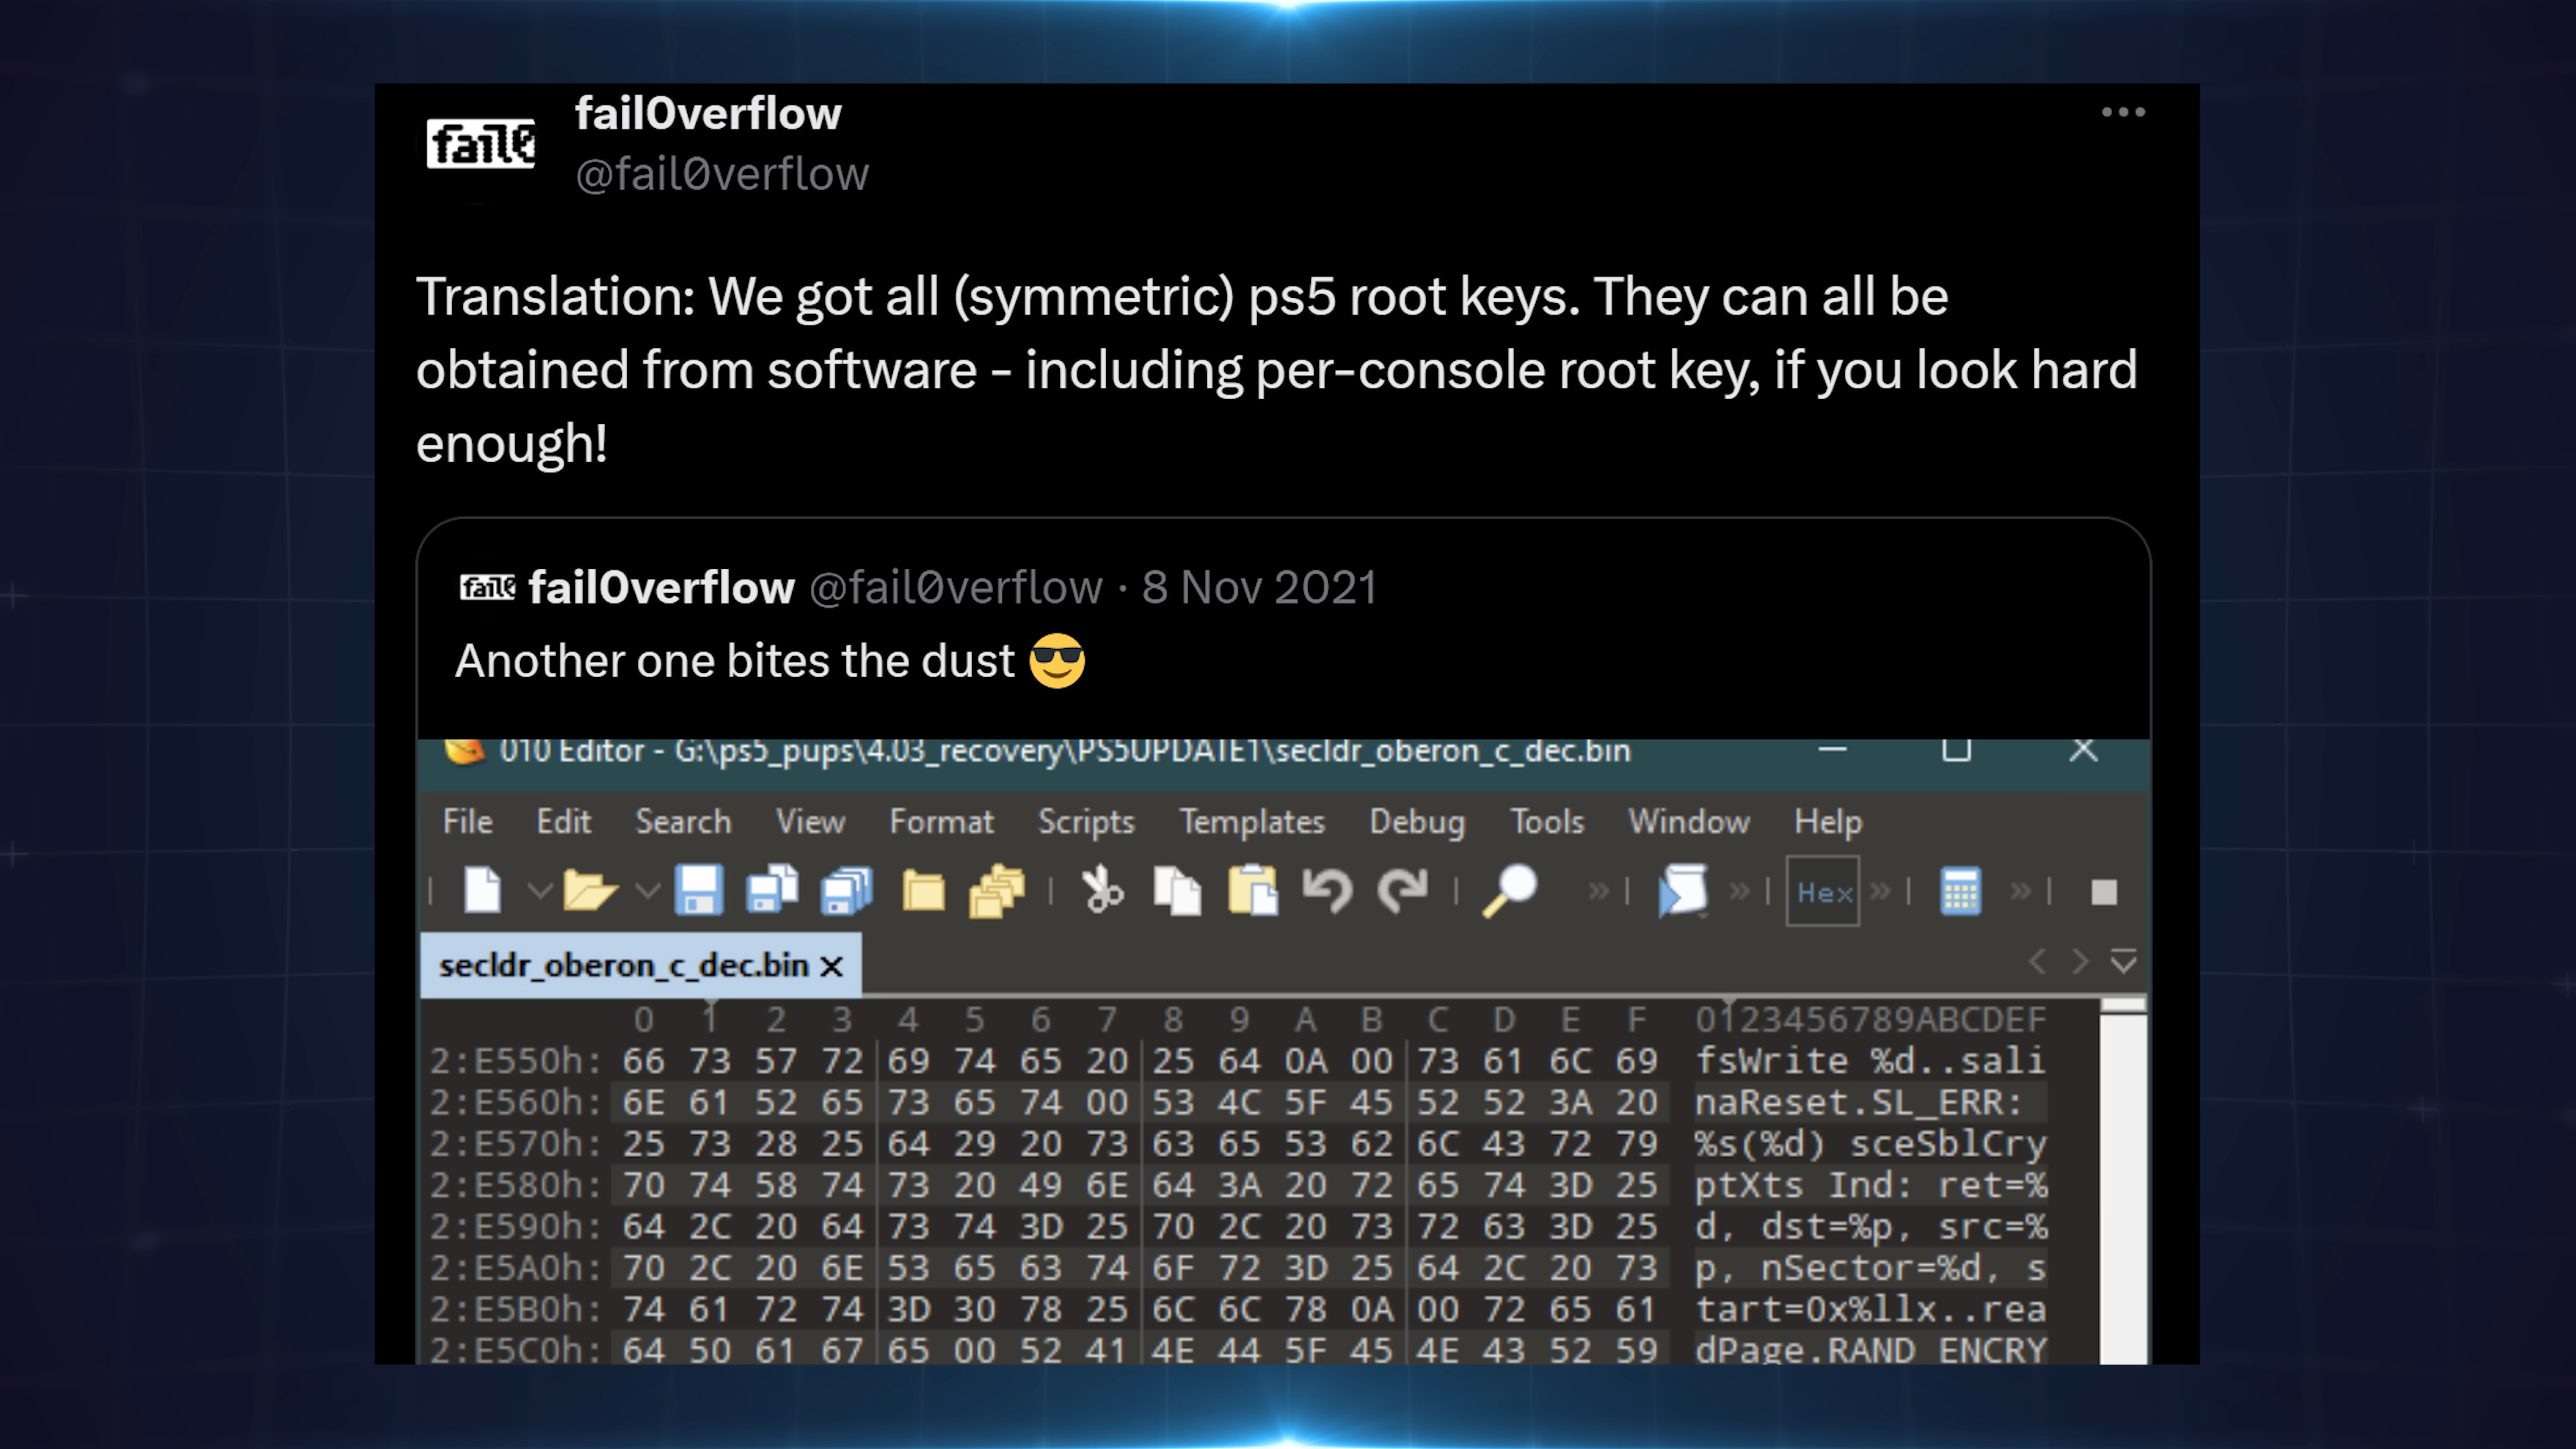 fail0verflow
fail0
@fail0verflow
Translation: We got all (symmetric) ps5 root keys. They can all be
obtained from software - including per-console root key, if you look hard
enough!
fail0 fail0verflow @fail0verflow · 8 Nov 2021
Another one bites the dust 😎
010 Editor - G:\ps5_pups\4.03_recovery\PS5UPDATE1\secldr_oberon_c_dec.bin
File Edit Search View Format Scripts Templates Debug Tools Window Help
Hex
secldr_oberon_c_dec.bin
0 1 2 3 4 5 6 7 8 9 A B C D E F 0123456789ABCDEF
2:E550h: 66 73 57 72 69 74 65 20 25 64 0A 00 73 61 6C 69 fsWrite %d..sali
2:E560h: 6E 61 52 65 73 65 74 00 53 4C 5F 45 52 52 3A 20 naReset.SL_ERR:
2:E570h: 25 73 28 25 64 29 20 73 63 65 53 62 6C 43 72 79 %s(%d) sceSblCry
2:E580h: 70 74 58 74 73 20 49 6E 64 3A 20 72 65 74 3D 25 ptXts Ind: ret=%
2:E590h: 64 2C 20 64 73 74 3D 25 70 2C 20 73 72 63 3D 25 d, dst=%p, src=%
2:E5A0h: 70 2C 20 6E 53 65 63 74 6F 72 3D 25 64 2C 20 73 p, nSector=%d, s
2:E5B0h: 74 61 72 74 3D 30 78 25 6C 6C 78 0A 00 72 65 61 tart=0x%llx..rea
2:E5C0h: 64 50 61 67 65 00 52 41 4E 44 5F 45 4E 43 52 59 dPage.RAND_ENCRY